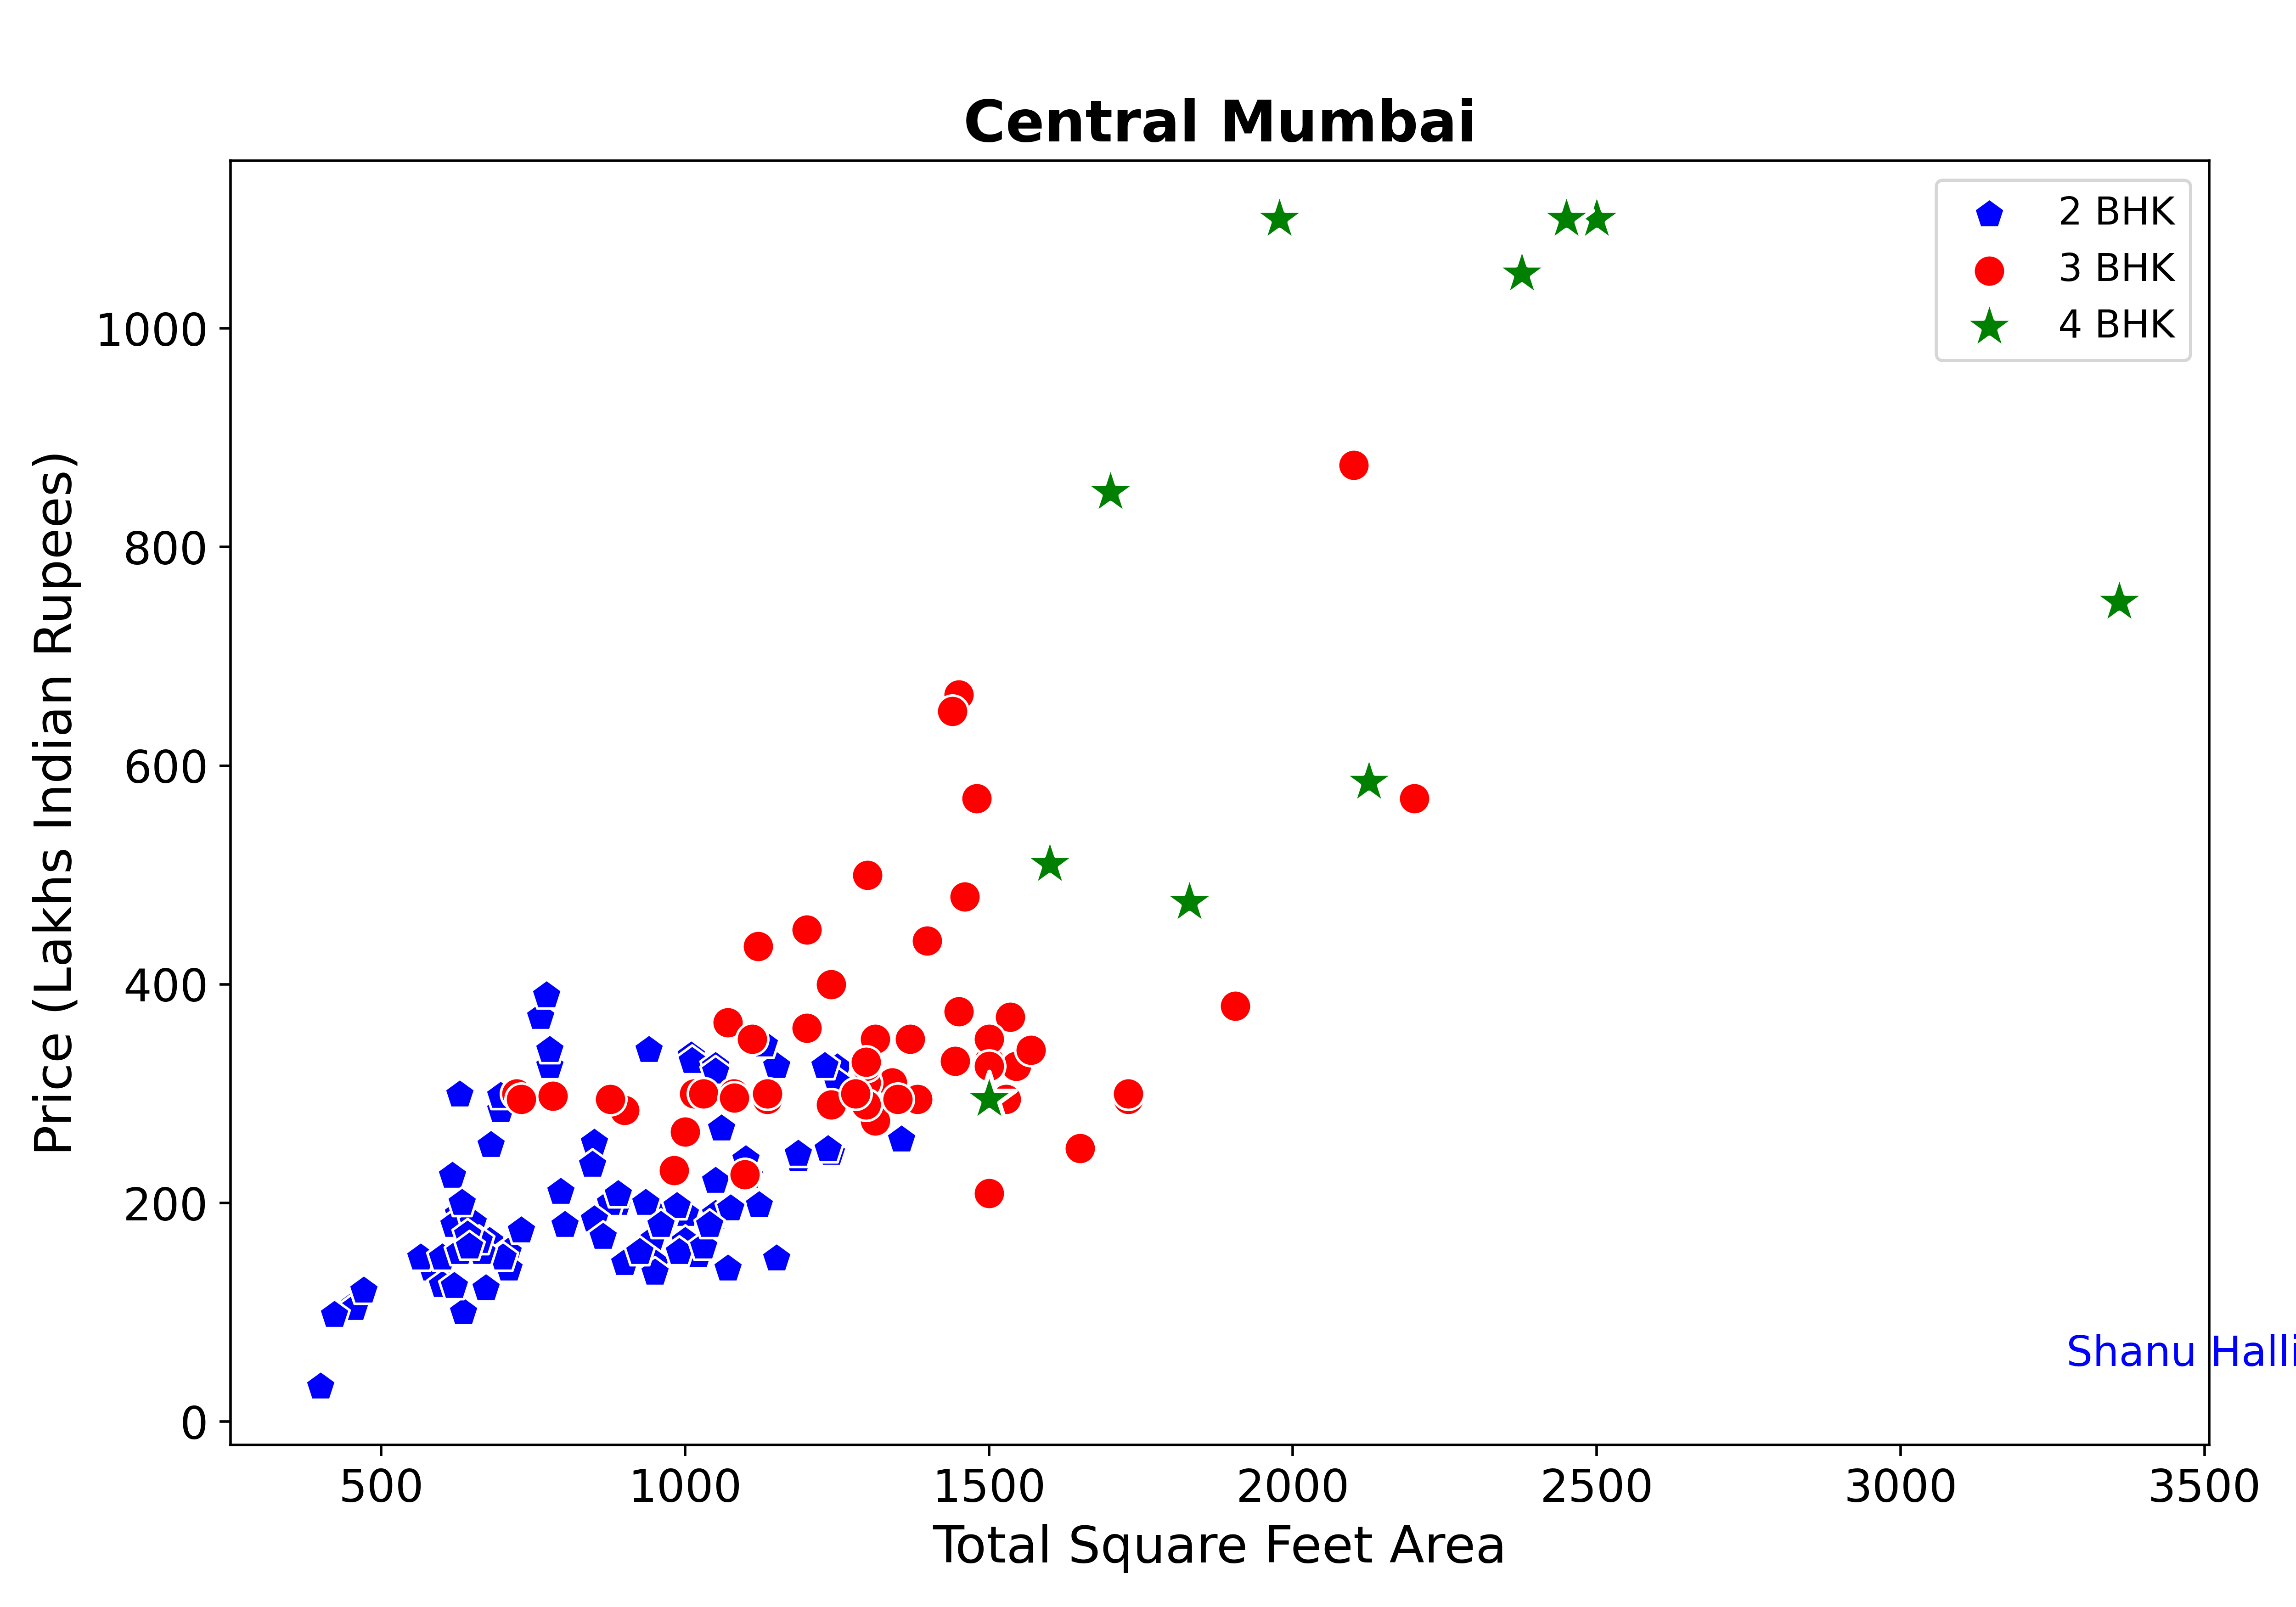 Central Mumbai
2 BHK
3 BHK
4 BHK
Price (Lakhs Indian Rupees)
1000
800
600
400
200
0
Shanu Halli
500 1000 1500 2000 2500 3000 3500
Total Square Feet Area